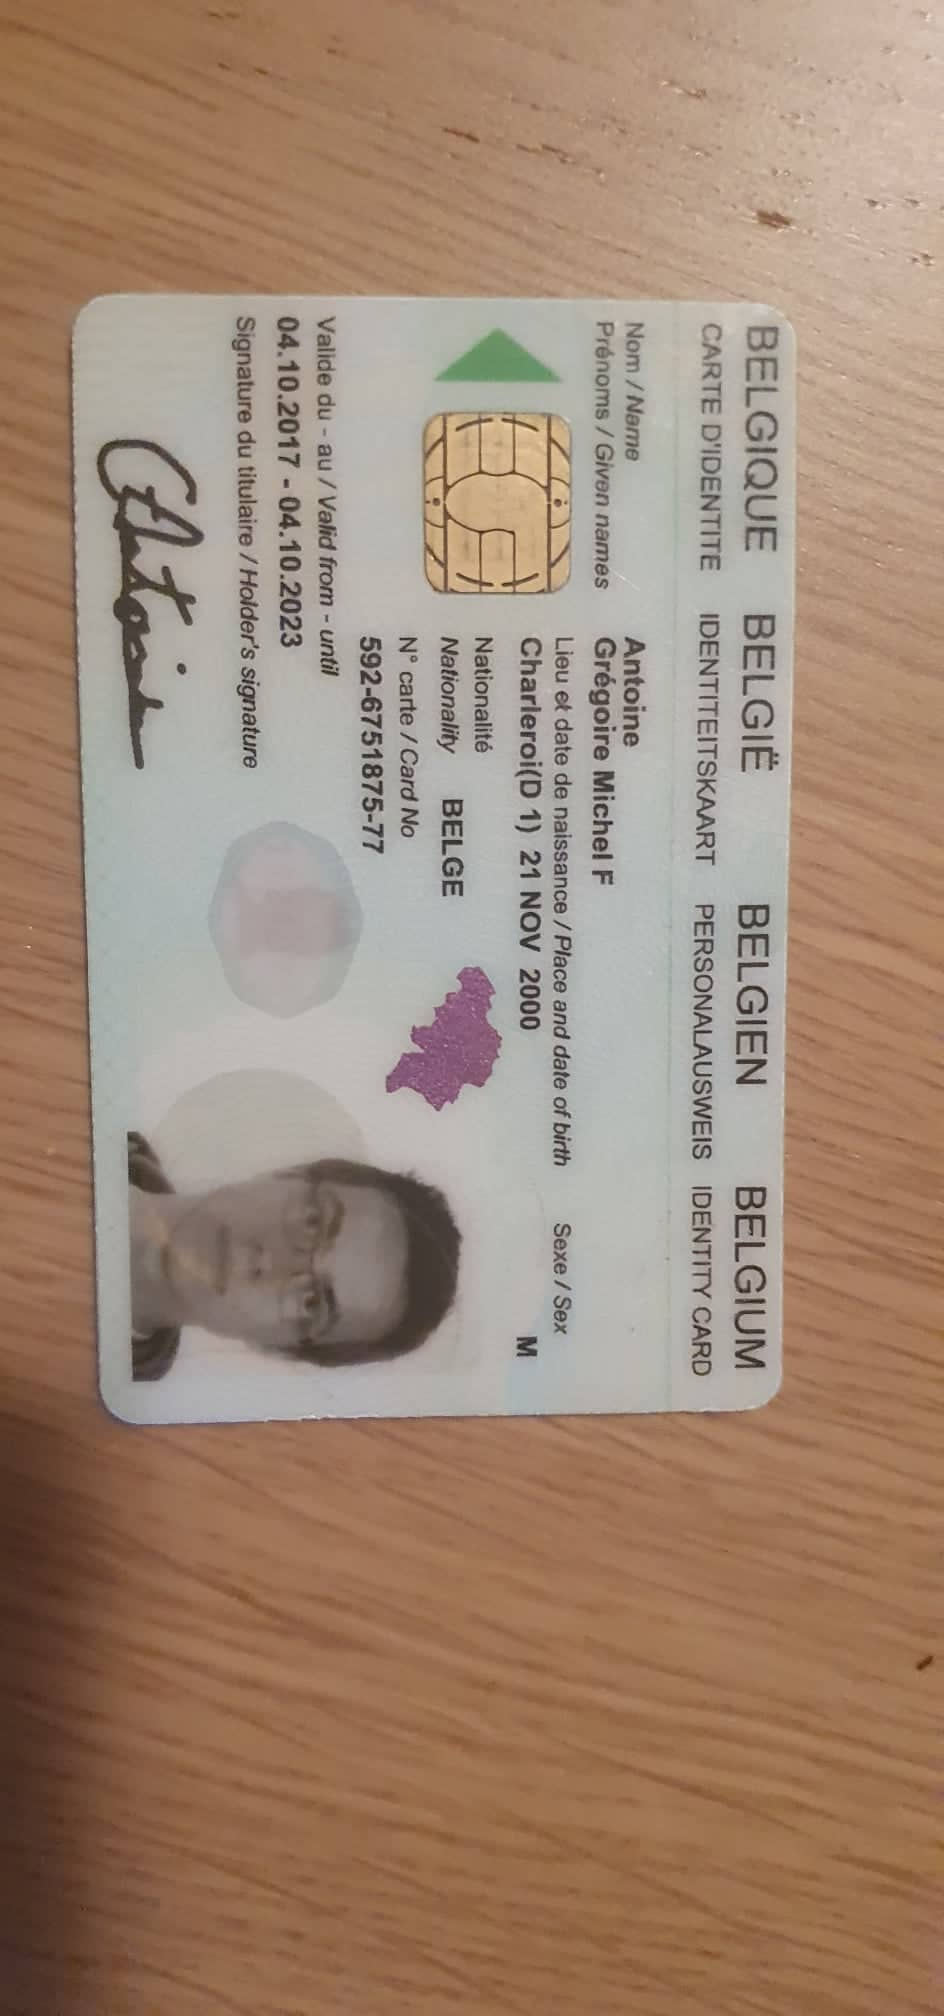 BELGIQUE BELGIË BELGIEN BELGIUM
CARTE D'IDENTITE IDENTITEITSKAART PERSONALAUSWEIS IDENTITY CARD
Nom / Name Antoine
Prénoms / Given names Grégoire Michel F
Lieu et date de naissance / Place and date of birth Sexe / Sex
Charleroi(D 1) 21 NOV 2000 M
Nationalité
Nationality BELGE
N° carte / Card No
592-6751875-77
Valide du - au / Valid from - until
04.10.2017 - 04.10.2023
Signature du titulaire / Holder's signature
Antoine